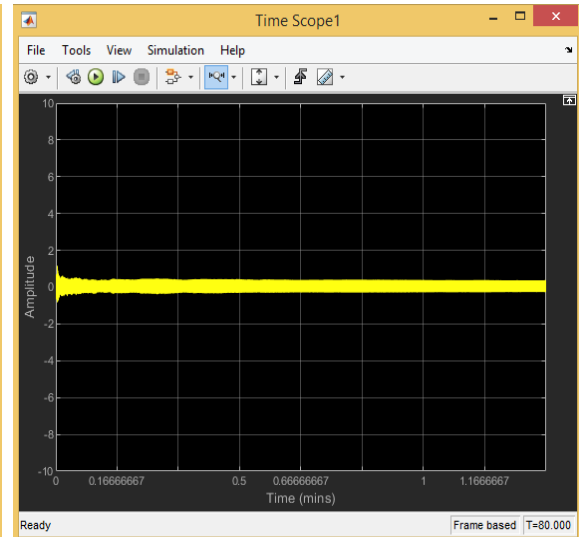 Time Scope1
File Tools View Simulation Help
10
8
6
4
2
0
-2
-4
-6
-8
-10
Amplitude
0 0.16666667 0.5 0.66666667 1 1.1666667
Time (mins)
Ready Frame based T=80.000